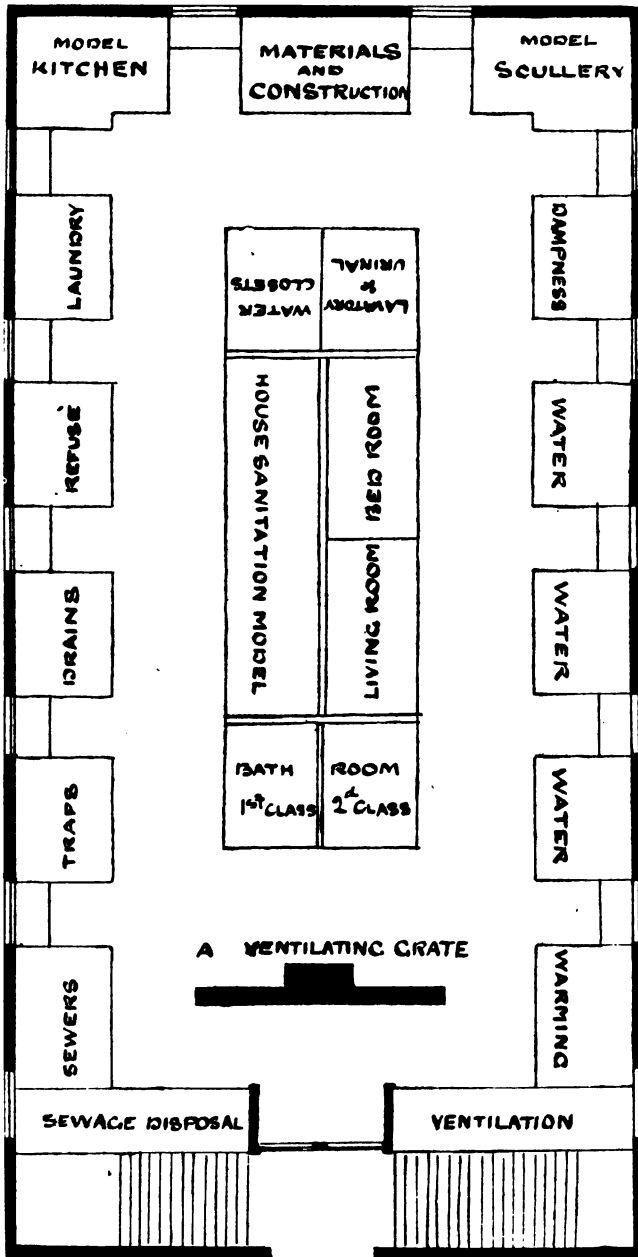 MODEL
KITCHEN
MATERIALS
AND
CONSTRUCTION
MODEL
SCULLERY
LAUNDRY
DAMPNESS
WATER
CLOSETS
LAVATORY
&
URINAL
REFUSE
HOUSE SANITATION MODEL
BED ROOM
WATER
DRAINS
LIVING ROOM
WATER
TRAPS
BATH ROOM
1st CLASS 2d CLASS
WATER
A VENTILATING GRATE
SEWERS
WARMING
SEWAGE DISPOSAL
VENTILATION